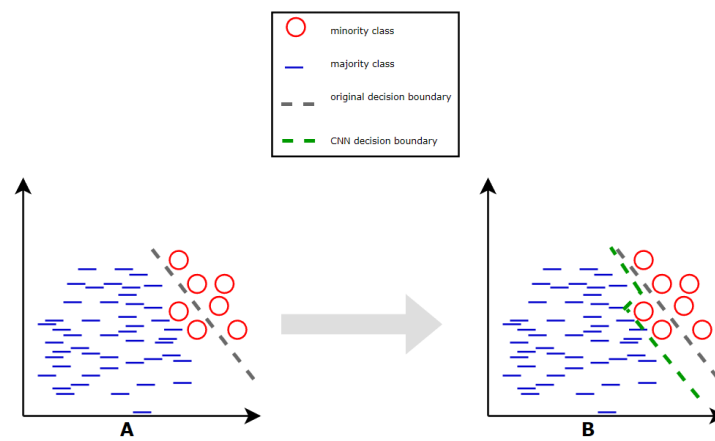 minority class
majority class
original decision boundary
CNN decision boundary
A
B